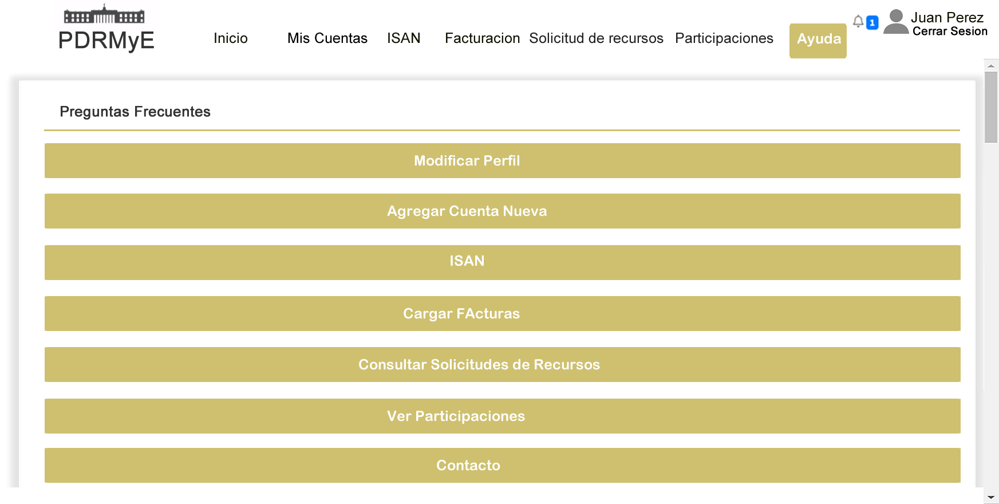 PDRMyE
Inicio
Mis Cuentas
ISAN
Facturacion
Solicitud de recursos
Participaciones
Ayuda
1
Juan Perez
Cerrar Sesion
Preguntas Frecuentes
Modificar Perfil
Agregar Cuenta Nueva
ISAN
Cargar FActuras
Consultar Solicitudes de Recursos
Ver Participaciones
Contacto